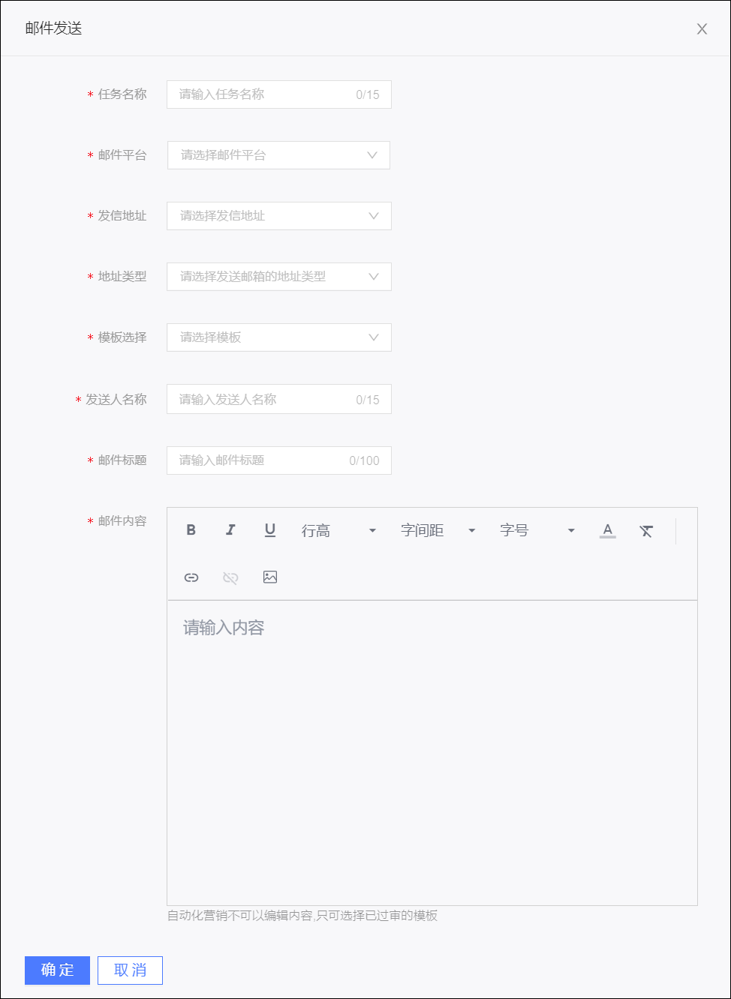 邮件发送
* 任务名称 请输入任务名称 0/15
* 邮件平台 请选择邮件平台
* 发信地址 请选择发信地址
* 地址类型 请选择发送邮箱的地址类型
* 模板选择 请选择模板
* 发送人名称 请输入发送人名称 0/15
* 邮件标题 请输入邮件标题 0/100
* 邮件内容 B I U 行高 字间距 字号 A
请输入内容
自动化营销不可以编辑内容,只可选择已过审的模板
确定 取消